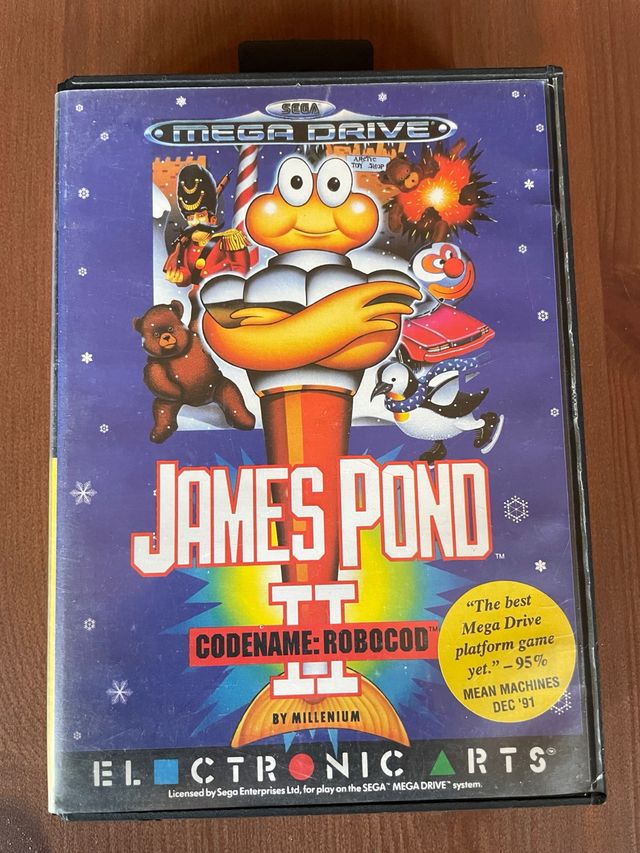 SEGA
MEGA DRIVE
ARCTIC
TOY SHOP
JAMES POND™
II
CODENAME: ROBOCOD™
BY MILLENIUM
"The best
Mega Drive
platform game
yet." – 95%
MEAN MACHINES
DEC '91
ELECTRONIC ARTS
Licensed by Sega Enterprises Ltd, for play on the SEGA™ MEGA DRIVE™ system.